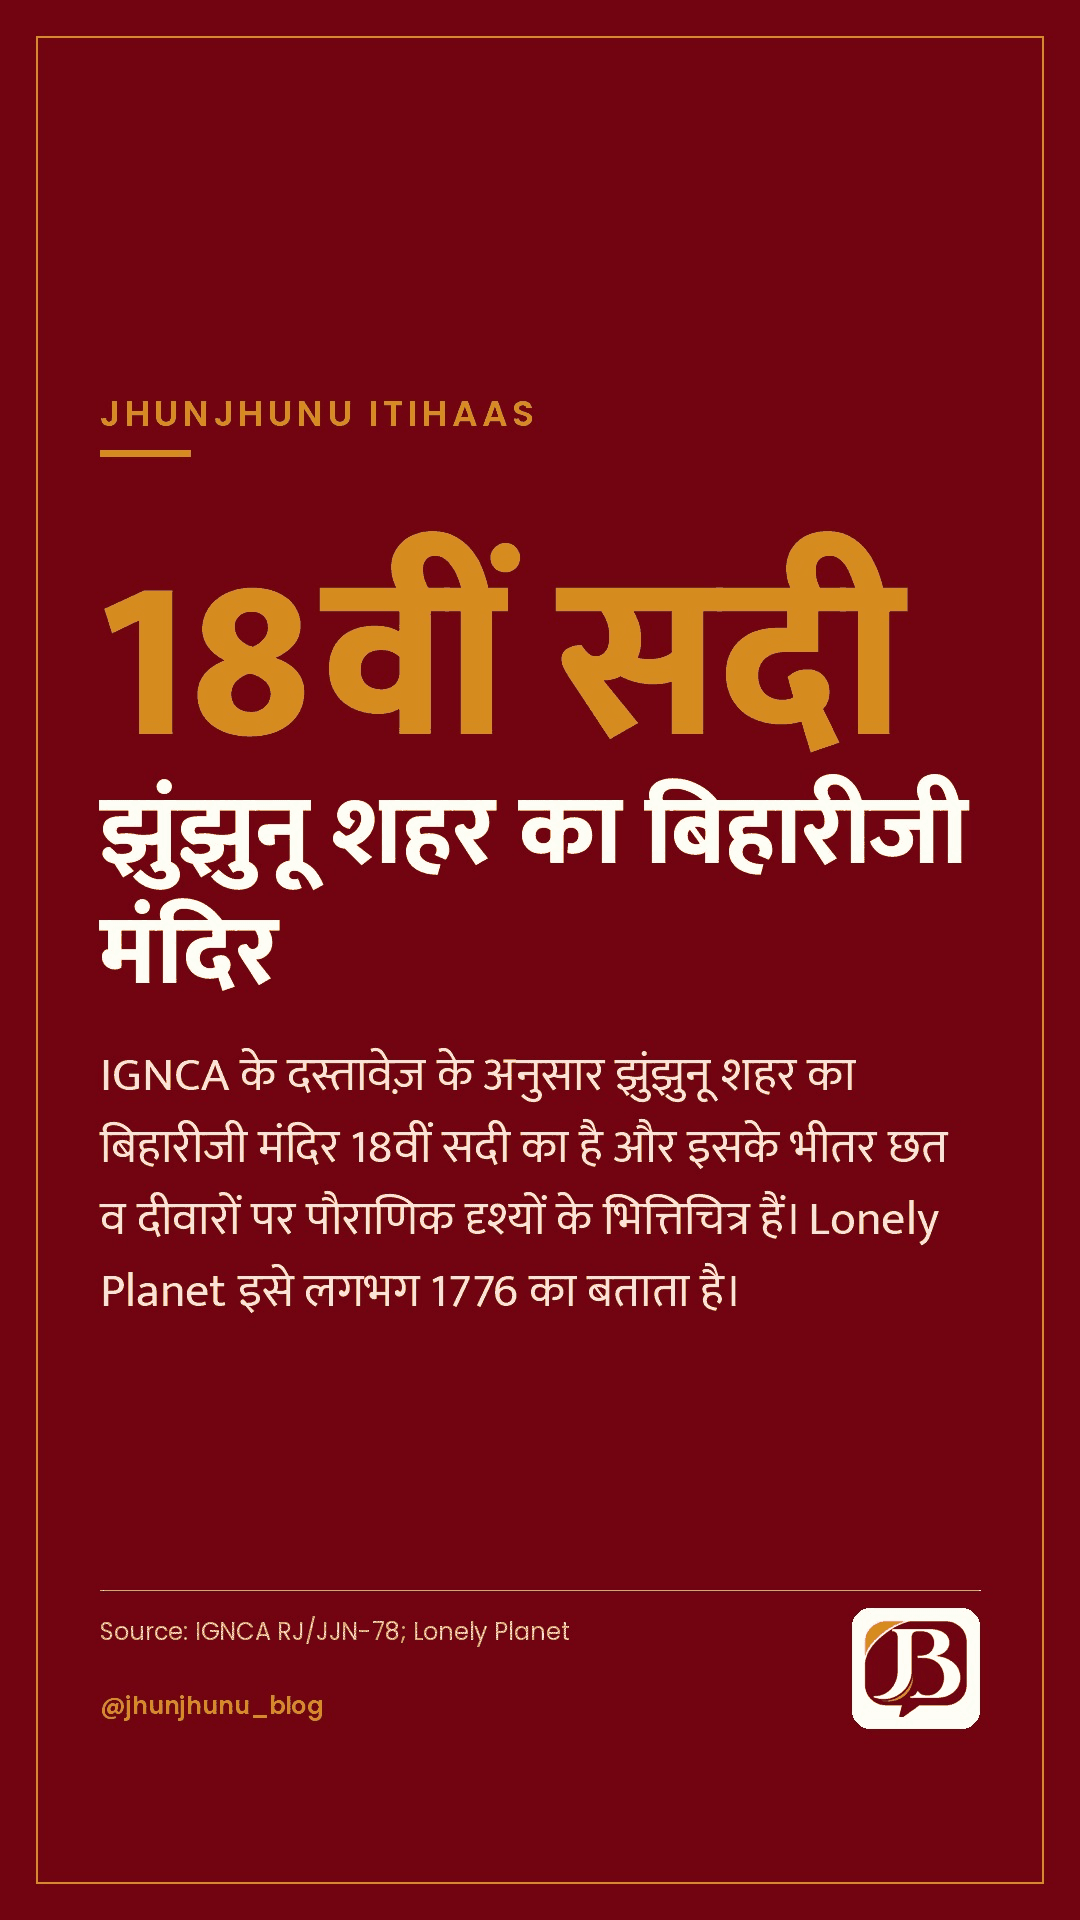 JHUNJHUNU ITIHAAS
18वीं सदी
झुंझुनू शहर का बिहारीजी
मंदिर
IGNCA के दस्तावेज़ के अनुसार झुंझुनू शहर का
बिहारीजी मंदिर 18वीं सदी का है और इसके भीतर छत
व दीवारों पर पौराणिक दृश्यों के भित्तिचित्र हैं। Lonely
Planet इसे लगभग 1776 का बताता है।
Source: IGNCA RJ/JJN-78; Lonely Planet
@jhunjhunu_blog
JB